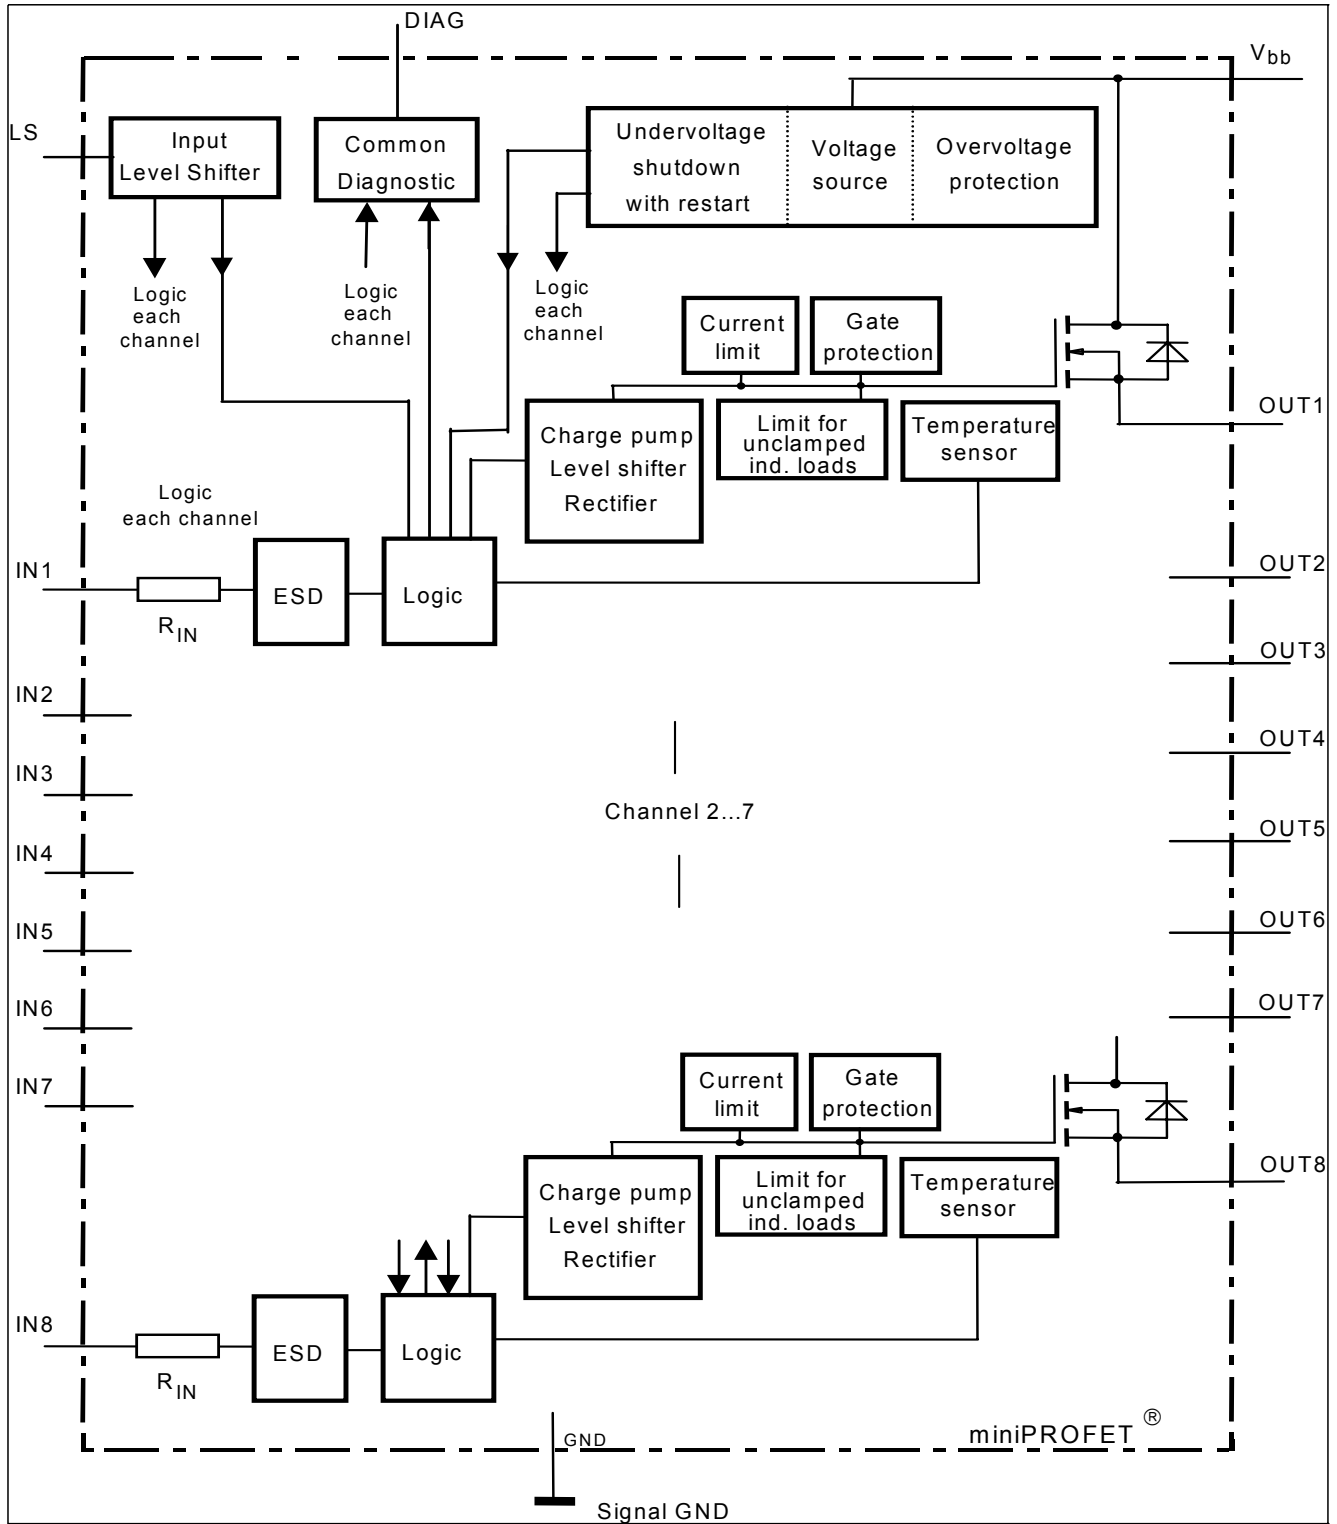 DIAG
Vbb
LS
Input
Level Shifter
Common
Diagnostic
Undervoltage
shutdown
with restart
Voltage
source
Overvoltage
protection
Logic
each
channel
Logic
each
channel
Logic
each
channel
Current
limit
Gate
protection
OUT1
Charge pump
Level shifter
Rectifier
Limit for
unclamped
ind. loads
Temperature
sensor
Logic
each channel
IN1
RIN
ESD
Logic
OUT2
OUT3
IN2
OUT4
IN3
Channel 2...7
OUT5
IN4
OUT6
IN5
OUT7
IN6
IN7
Current
limit
Gate
protection
OUT8
Charge pump
Level shifter
Rectifier
Limit for
unclamped
ind. loads
Temperature
sensor
IN8
RIN
ESD
Logic
GND
miniPROFET ®
Signal GND